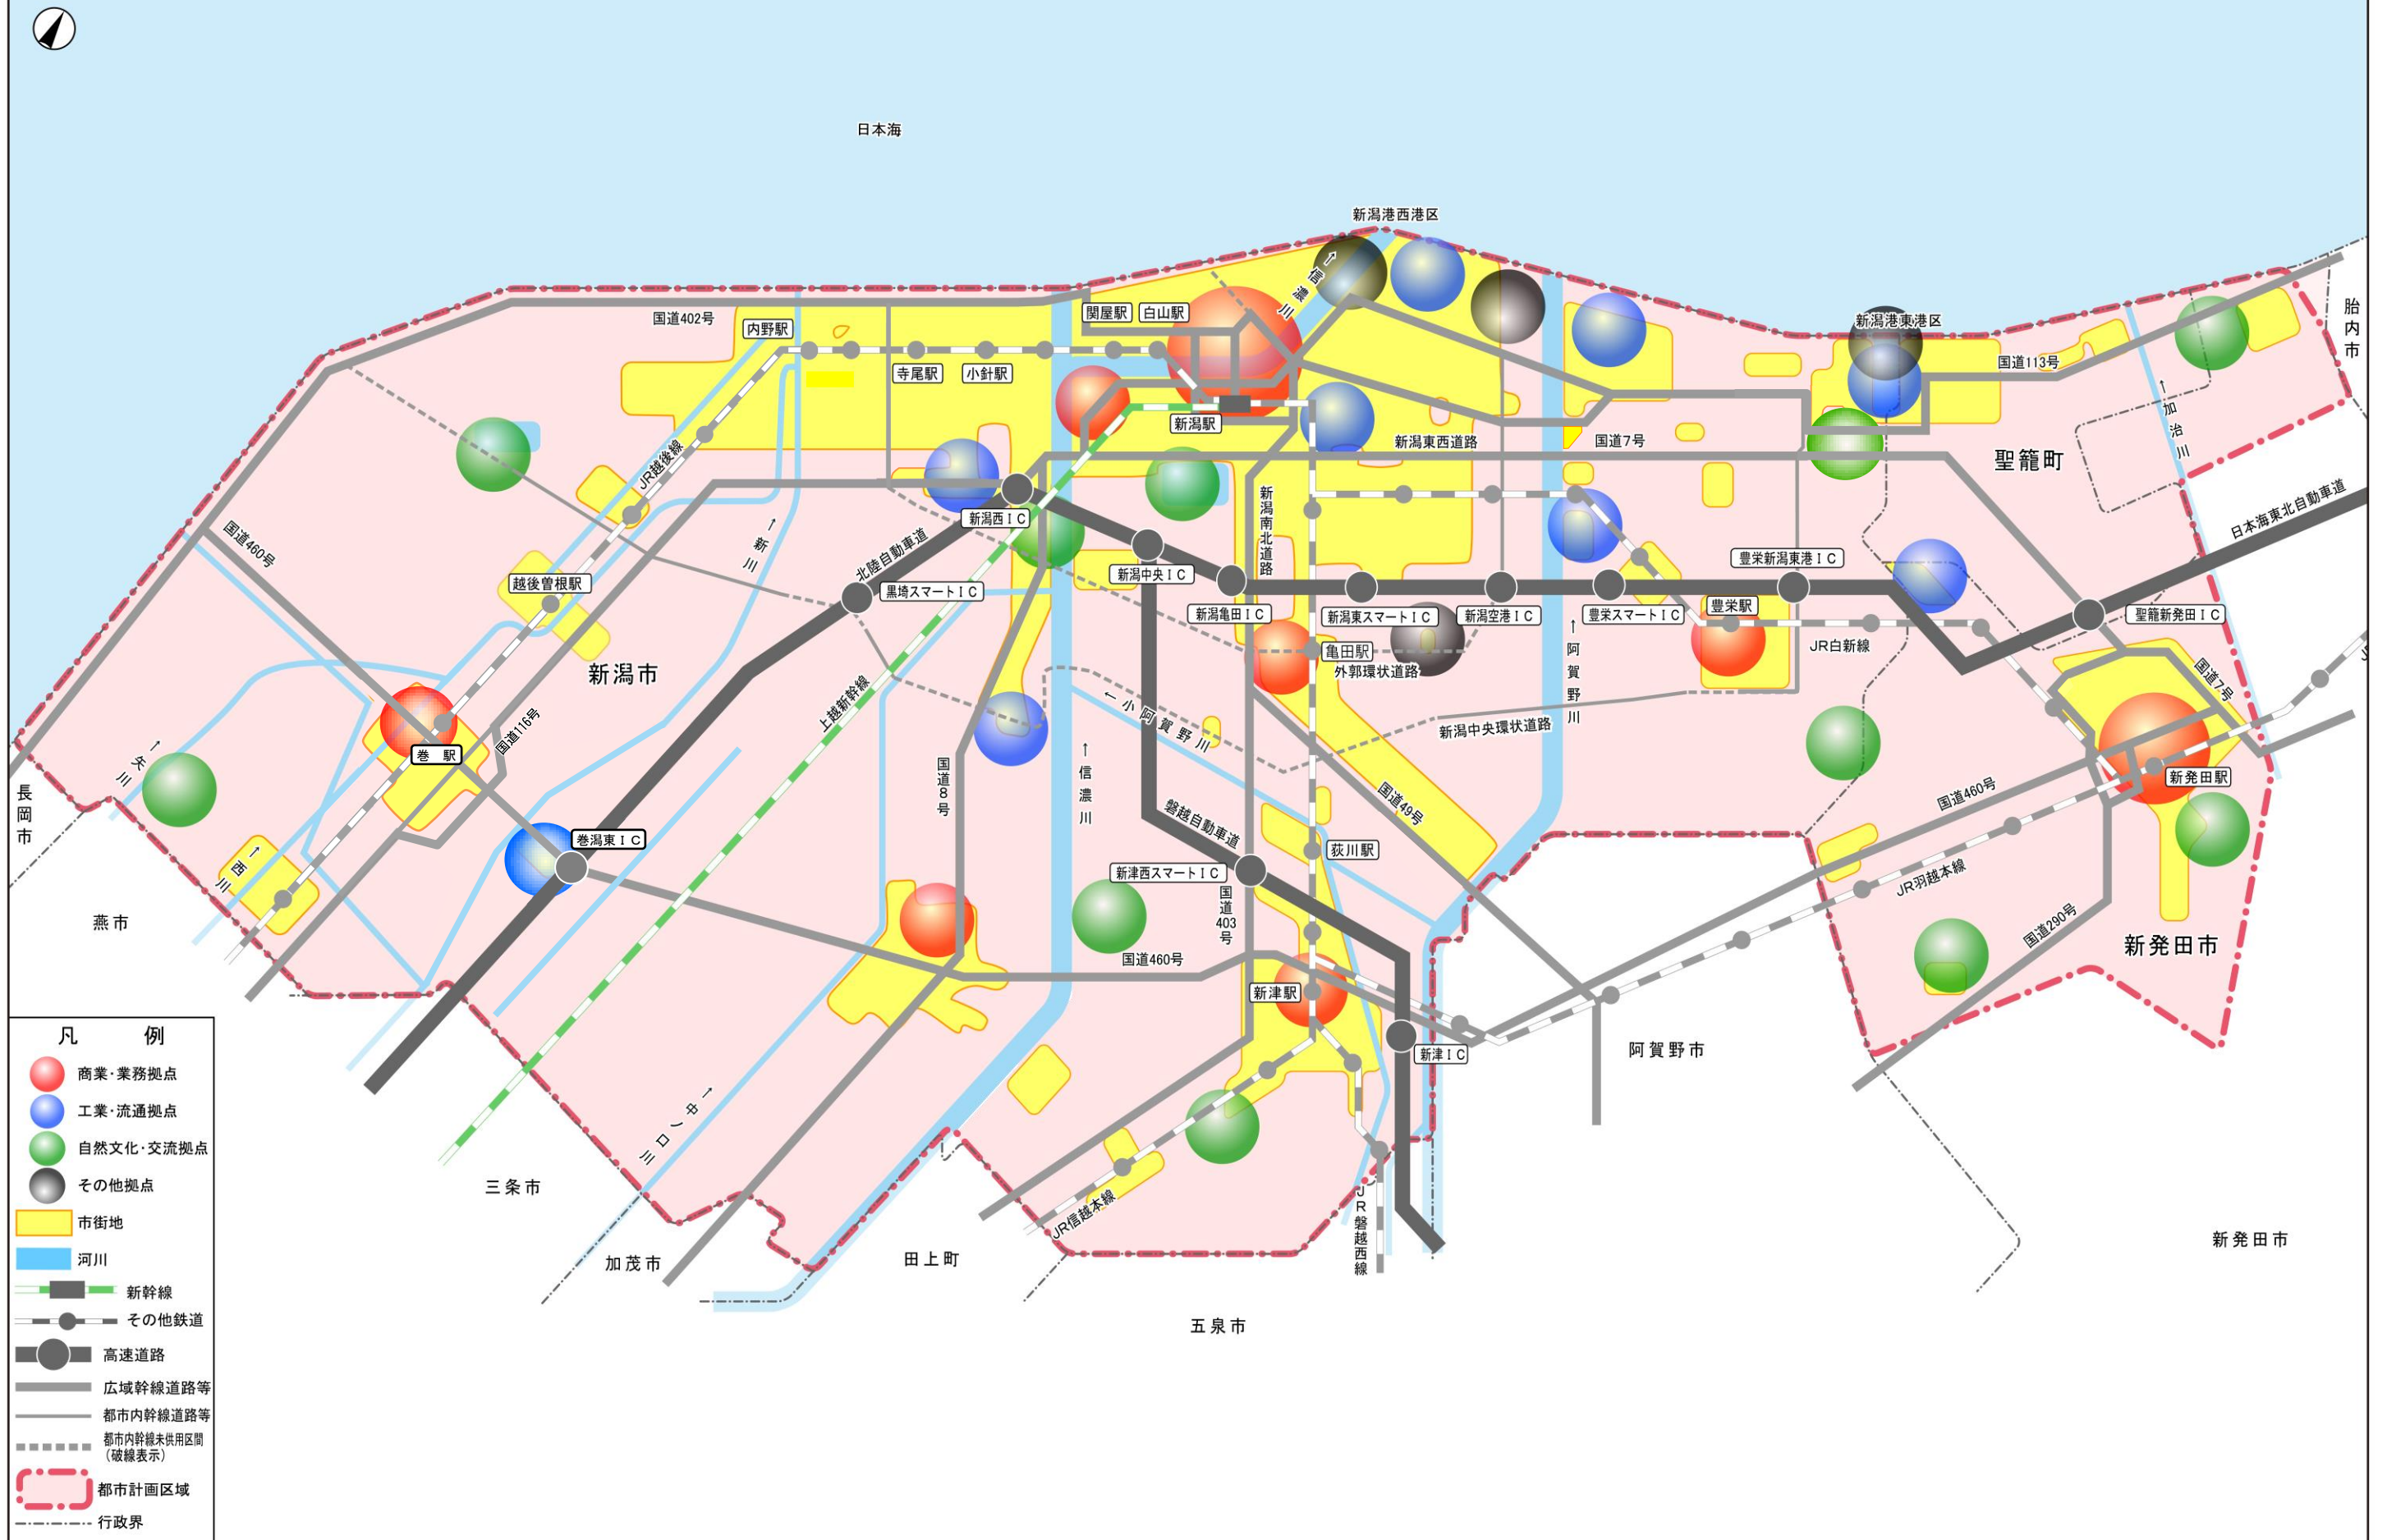 日本海
新潟港西港区
国道402号
内野駅
関屋駅
白山駅
信濃川→
新潟港東港区
胎内市
寺尾駅
小針駅
国道113号
新潟駅
新潟東西道路
国道7号
←加治川
聖籠町
JR越後線
国道460号
新潟西ＩＣ
新潟南北道路
日本海東北自動車道
→新川
北陸自動車道
越後曽根駅
黒埼スマートＩＣ
新潟中央ＩＣ
新潟亀田ＩＣ
新潟東スマートＩＣ
新潟空港ＩＣ
豊栄スマートＩＣ
豊栄新潟東港ＩＣ
豊栄駅
聖籠新発田ＩＣ
新潟市
亀田駅
外郭環状道路
←阿賀野川
JR白新線
国道7号
上越新幹線
←小阿賀野川
新潟中央環状道路
国道116号
巻　駅
→矢川
国道8号
←信濃川
長岡市
新発田駅
国道49号
国道460号
磐越自動車道
巻潟東ＩＣ
荻川駅
→西川
新津西スマートＩＣ
国道403号
JR羽越本線
燕市
国道290号
新発田市
国道460号
新津駅
新津ＩＣ
阿賀野市
→中ノ口川
三条市
JR信越本線
JR磐越西線
加茂市
田上町
新発田市
五泉市
凡　例
商業･業務拠点
工業･流通拠点
自然文化･交流拠点
その他拠点
市街地
河川
新幹線
その他鉄道
高速道路
広域幹線道路等
都市内幹線道路等
都市内幹線未供用区間
（破線表示）
都市計画区域
行政界